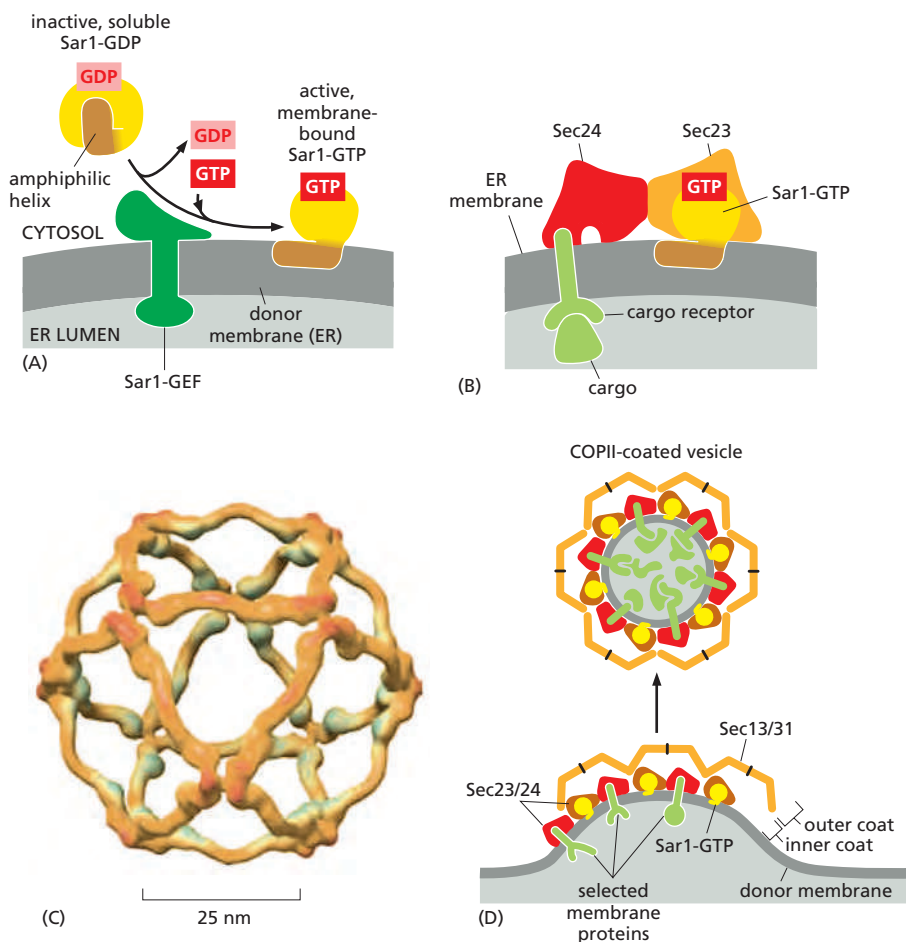 inactive, soluble
Sar1-GDP
GDP
amphiphilic
helix
GDP
GTP
active,
membrane-
bound
Sar1-GTP
GTP
CYTOSOL
donor
membrane (ER)
ER LUMEN
(A)
Sar1-GEF
Sec24
Sec23
ER
membrane
GTP
Sar1-GTP
cargo receptor
(B)
cargo
(C)
25 nm
COPII-coated vesicle
Sec13/31
Sec23/24
outer coat
inner coat
Sar1-GTP
selected
membrane
proteins
donor membrane
(D)